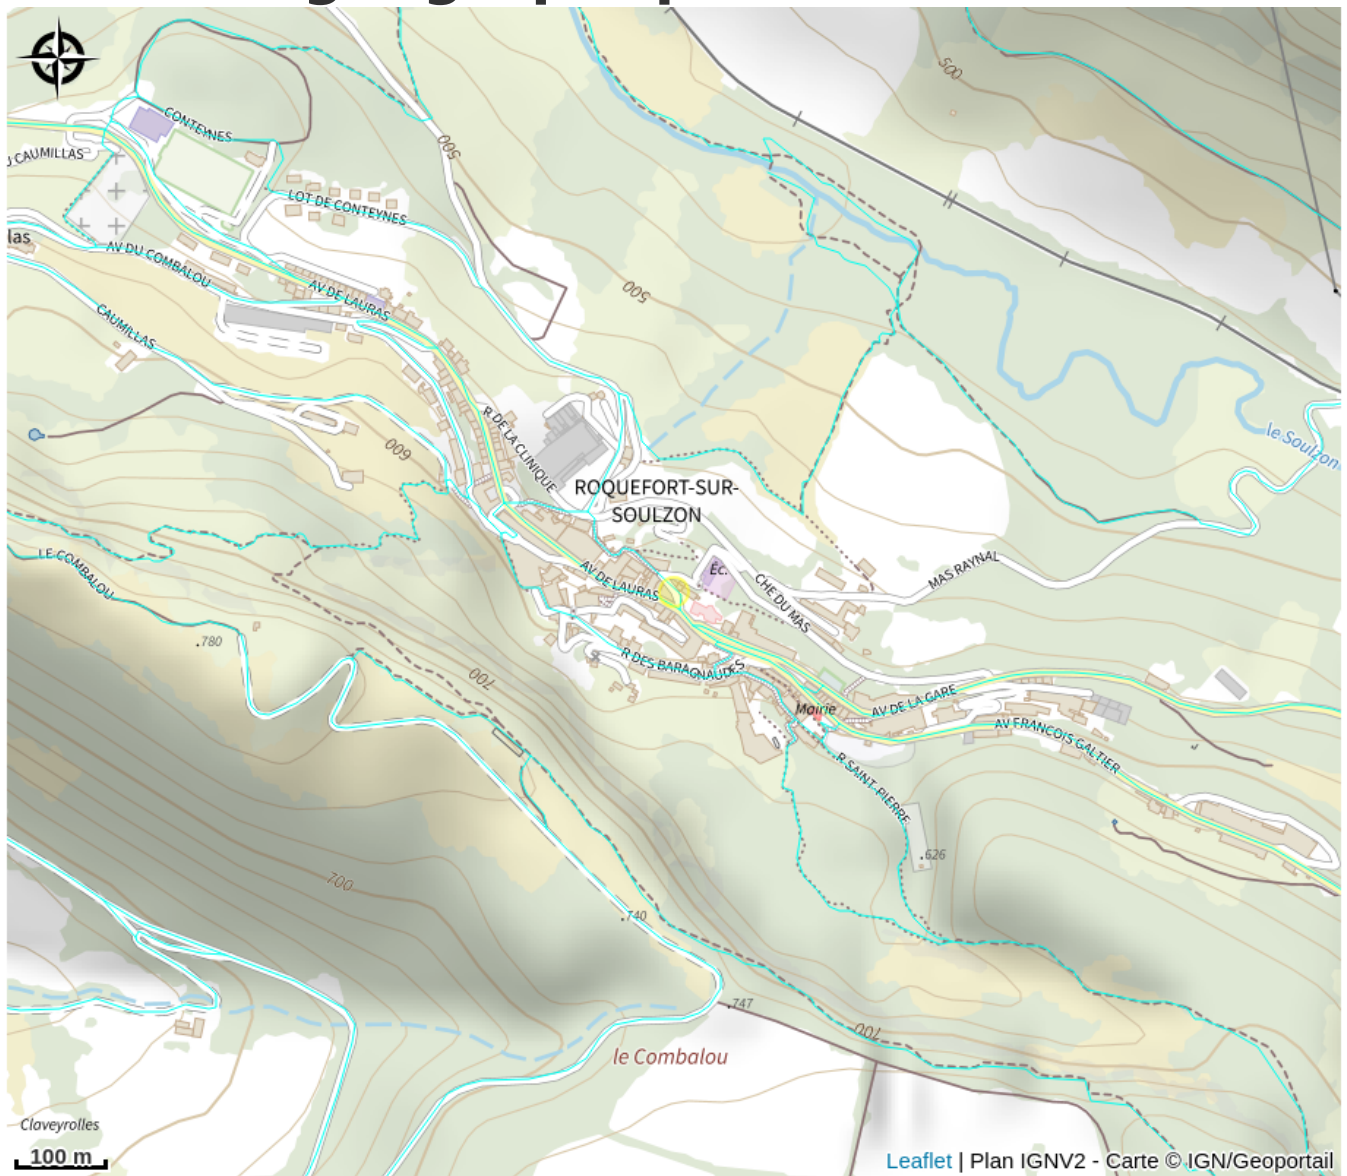 500
CONTEYNES
500
U CAUMILLAS
LOT DE CONTEYNES
las
AV DU COMBALOU
500
AV DE LAURAS
CAUMILLAS
R DE LA CLINIQUE
le Soulzon
600
ROQUEFORT-SUR-
SOULZON
LE COMBALOU
AV DE LAURAS
Éc.
CHE DU MAS
MAS RAYNAL
.780
R DES BARAGNAUDES
700
AV DE LA GARE
Mairie
AV FRANCOIS GALTIER
R SAINT-PIERRE
.626
700
.740
.747
700
le Combalou
Claveyrolles
100 m
Leaflet | Plan IGNV2 - Carte © IGN/Geoportail